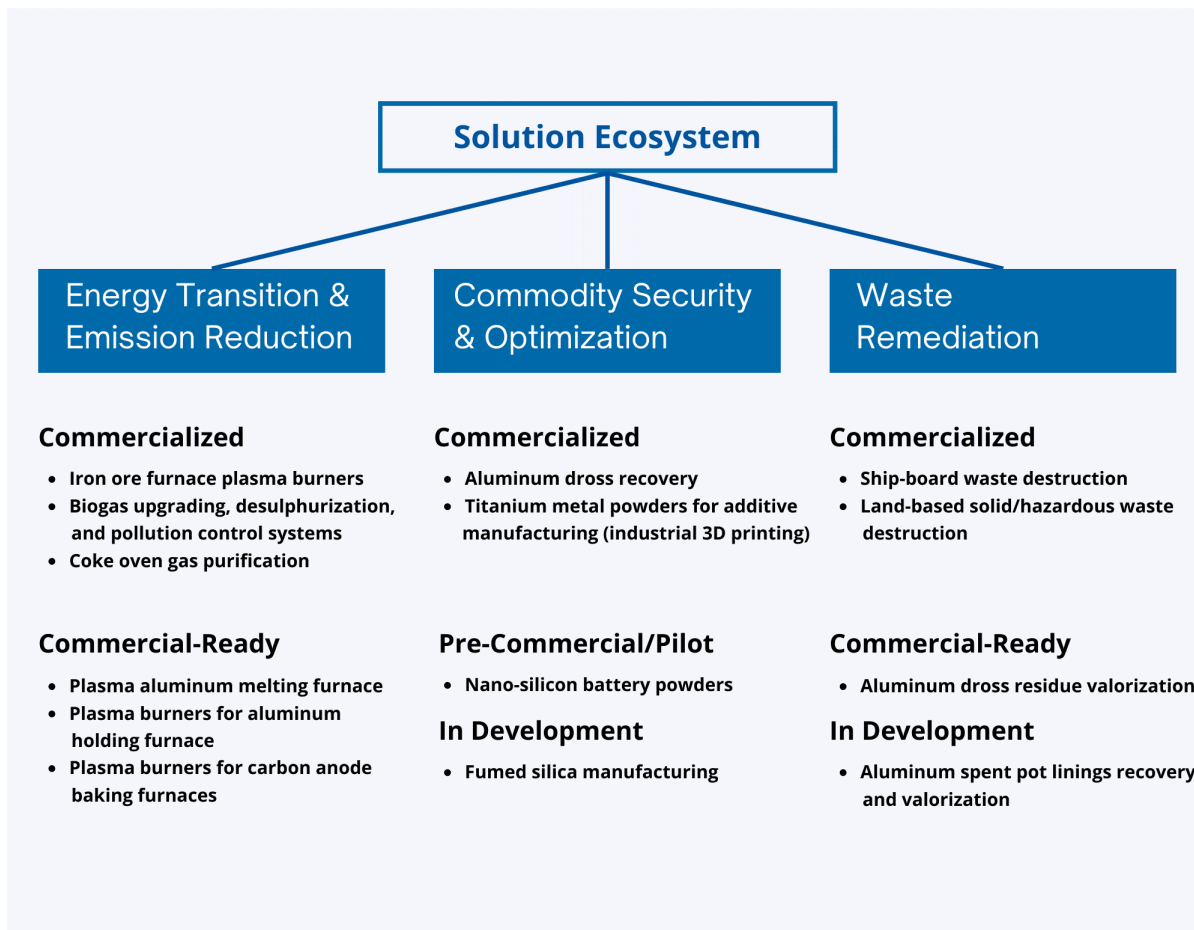 Solution Ecosystem
Energy Transition &
Emission Reduction
Commercialized
• Iron ore furnace plasma burners
• Biogas upgrading, desulphurization,
and pollution control systems
• Coke oven gas purification
Commercial-Ready
• Plasma aluminum melting furnace
• Plasma burners for aluminum
holding furnace
• Plasma burners for carbon anode
baking furnaces
Commodity Security
& Optimization
Commercialized
• Aluminum dross recovery
• Titanium metal powders for additive
manufacturing (industrial 3D printing)
Pre-Commercial/Pilot
• Nano-silicon battery powders
In Development
• Fumed silica manufacturing
Waste
Remediation
Commercialized
• Ship-board waste destruction
• Land-based solid/hazardous waste
destruction
Commercial-Ready
• Aluminum dross residue valorization
In Development
• Aluminum spent pot linings recovery
and valorization